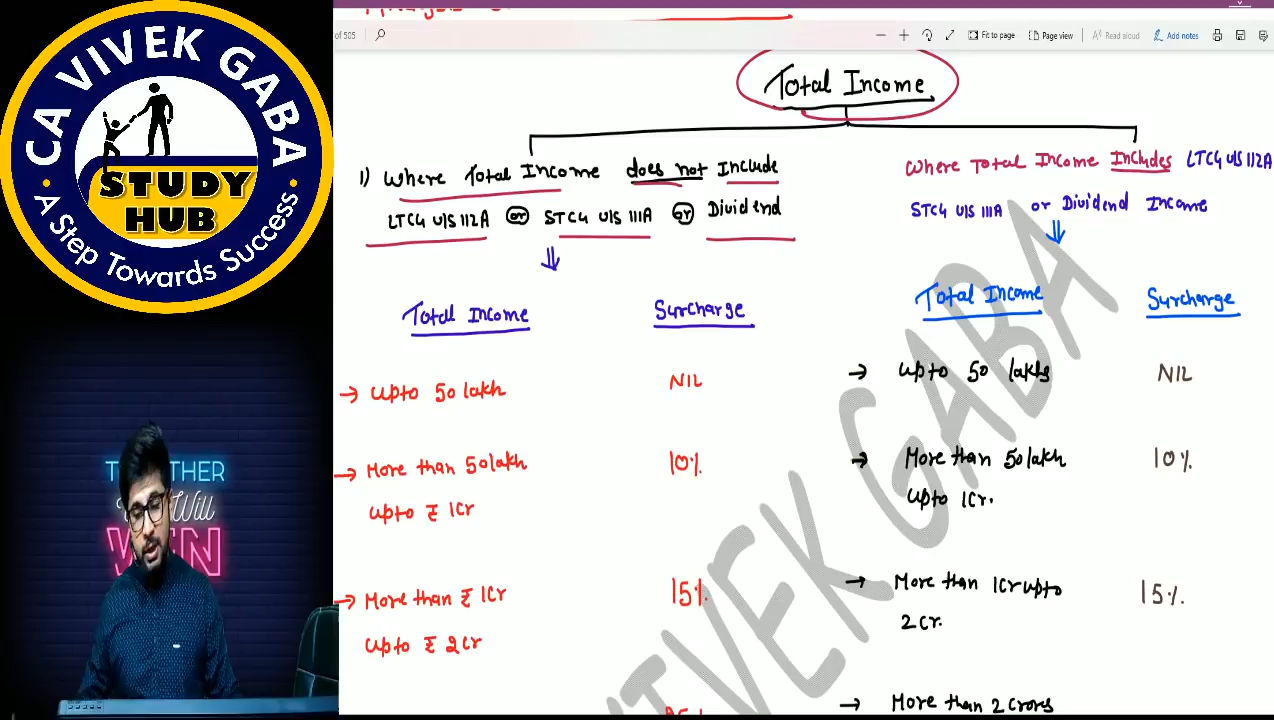 CA VIVEK GABA
STUDY
HUB
A Step Towards Success
WIN
of 505
Fit to page
Page view
Read aloud
Add notes
Total Income
1) Where Total Income does not Include
LTCG U/S 112A or STCG U/S 111A or Dividend
Total Income Surcharge
→ Upto 50 lakh NIL
→ More than 50 lakh 10%
Upto ₹ 1Cr
→ More than ₹ 1Cr 15%
Upto ₹ 2Cr
Where Total Income Includes LTCG U/S 112A
STCG U/S 111A or Dividend Income
Total Income Surcharge
→ Upto 50 lakhs NIL
→ More than 50 lakh 10%
Upto 1Cr.
→ More than 1Cr upto 15%.
2Cr.
→ More than 2 crores
VIVEK GABA